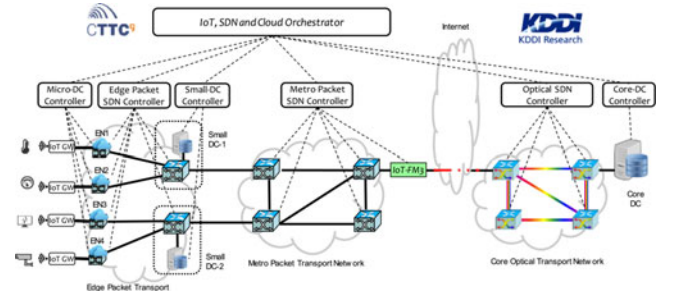 CTTC9
IoT, SDN and Cloud Orchestrator
Internet
KDDI
KDDI Research
Micro-DC
Controller
Edge Packet
SDN Controller
Small-DC
Controller
Metro Packet
SDN Controller
Optical SDN
Controller
Core-DC
Controller
EN1
Small
DC-1
IoT GW
EN2
IoT GW
IoT-FM3
Core
DC
EN3
IoT GW
EN4
IoT GW
Small
DC-2
Edge Packet Transport
Metro Packet Transport Network
Core Optical Transport Network